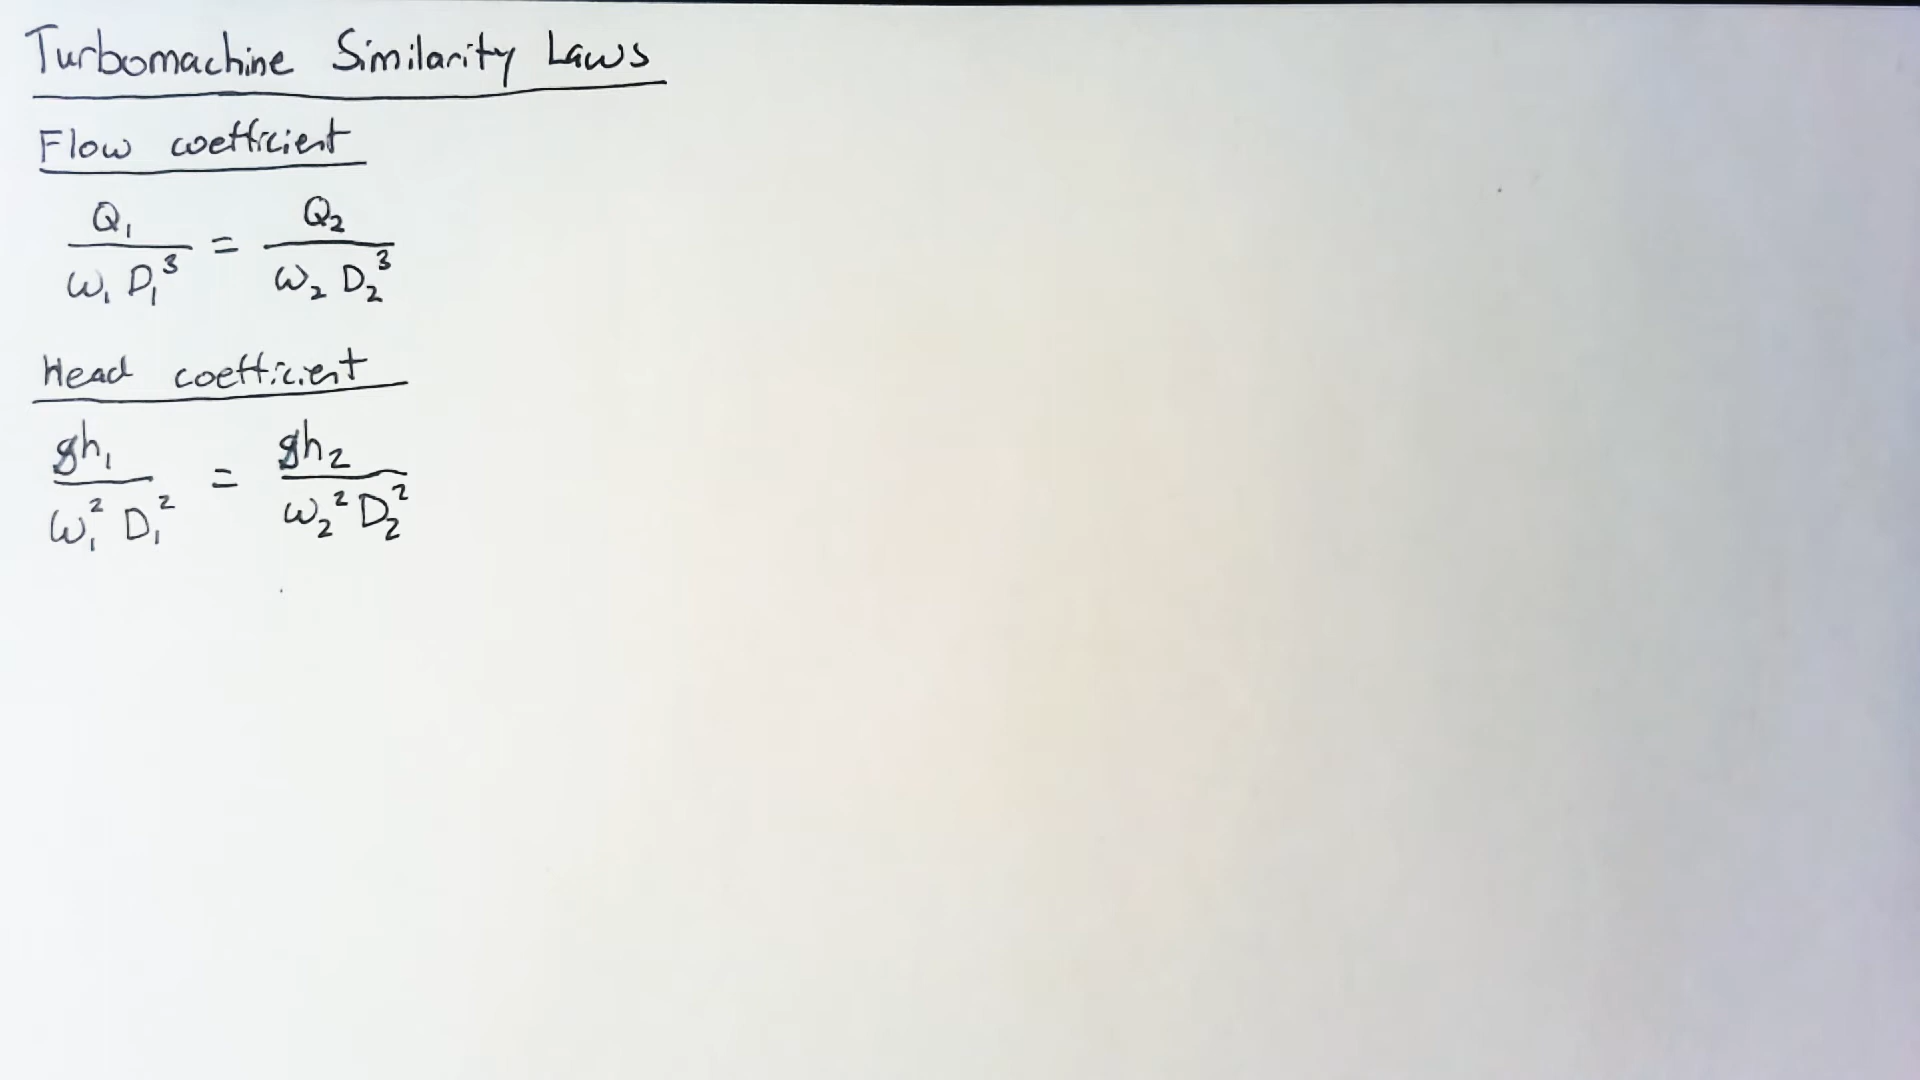 Turbomachine Similarity Laws
Flow coefficient
Q₁/ω₁ D₁³ = Q₂/ω₂ D₂³
Head coefficient
gh₁/ω₁² D₁² = gh₂/ω₂² D₂²